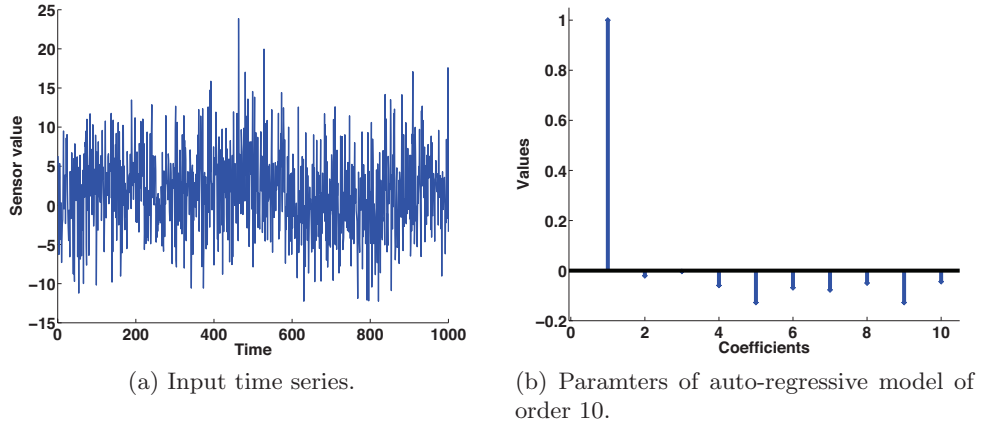 25
20
15
10
5
0
−5
−10
−15
Sensor value
0 200 400 600 800 1000
Time
(a) Input time series.
1
0.8
0.6
0.4
0.2
0
−0.2
Values
0 2 4 6 8 10
Coefficients
(b) Paramters of auto-regressive model of
order 10.